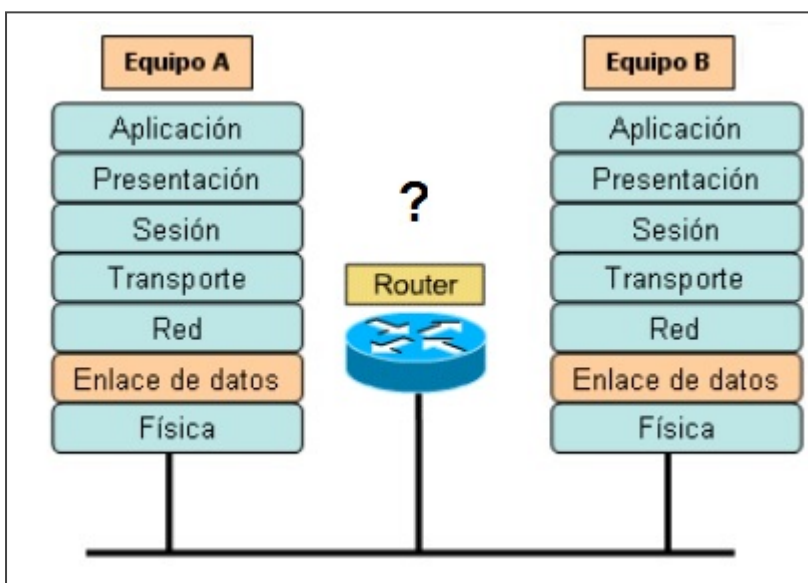 Equipo A
Aplicación
Presentación
Sesión
Transporte
Red
Enlace de datos
Física
?
Router
Equipo B
Aplicación
Presentación
Sesión
Transporte
Red
Enlace de datos
Física